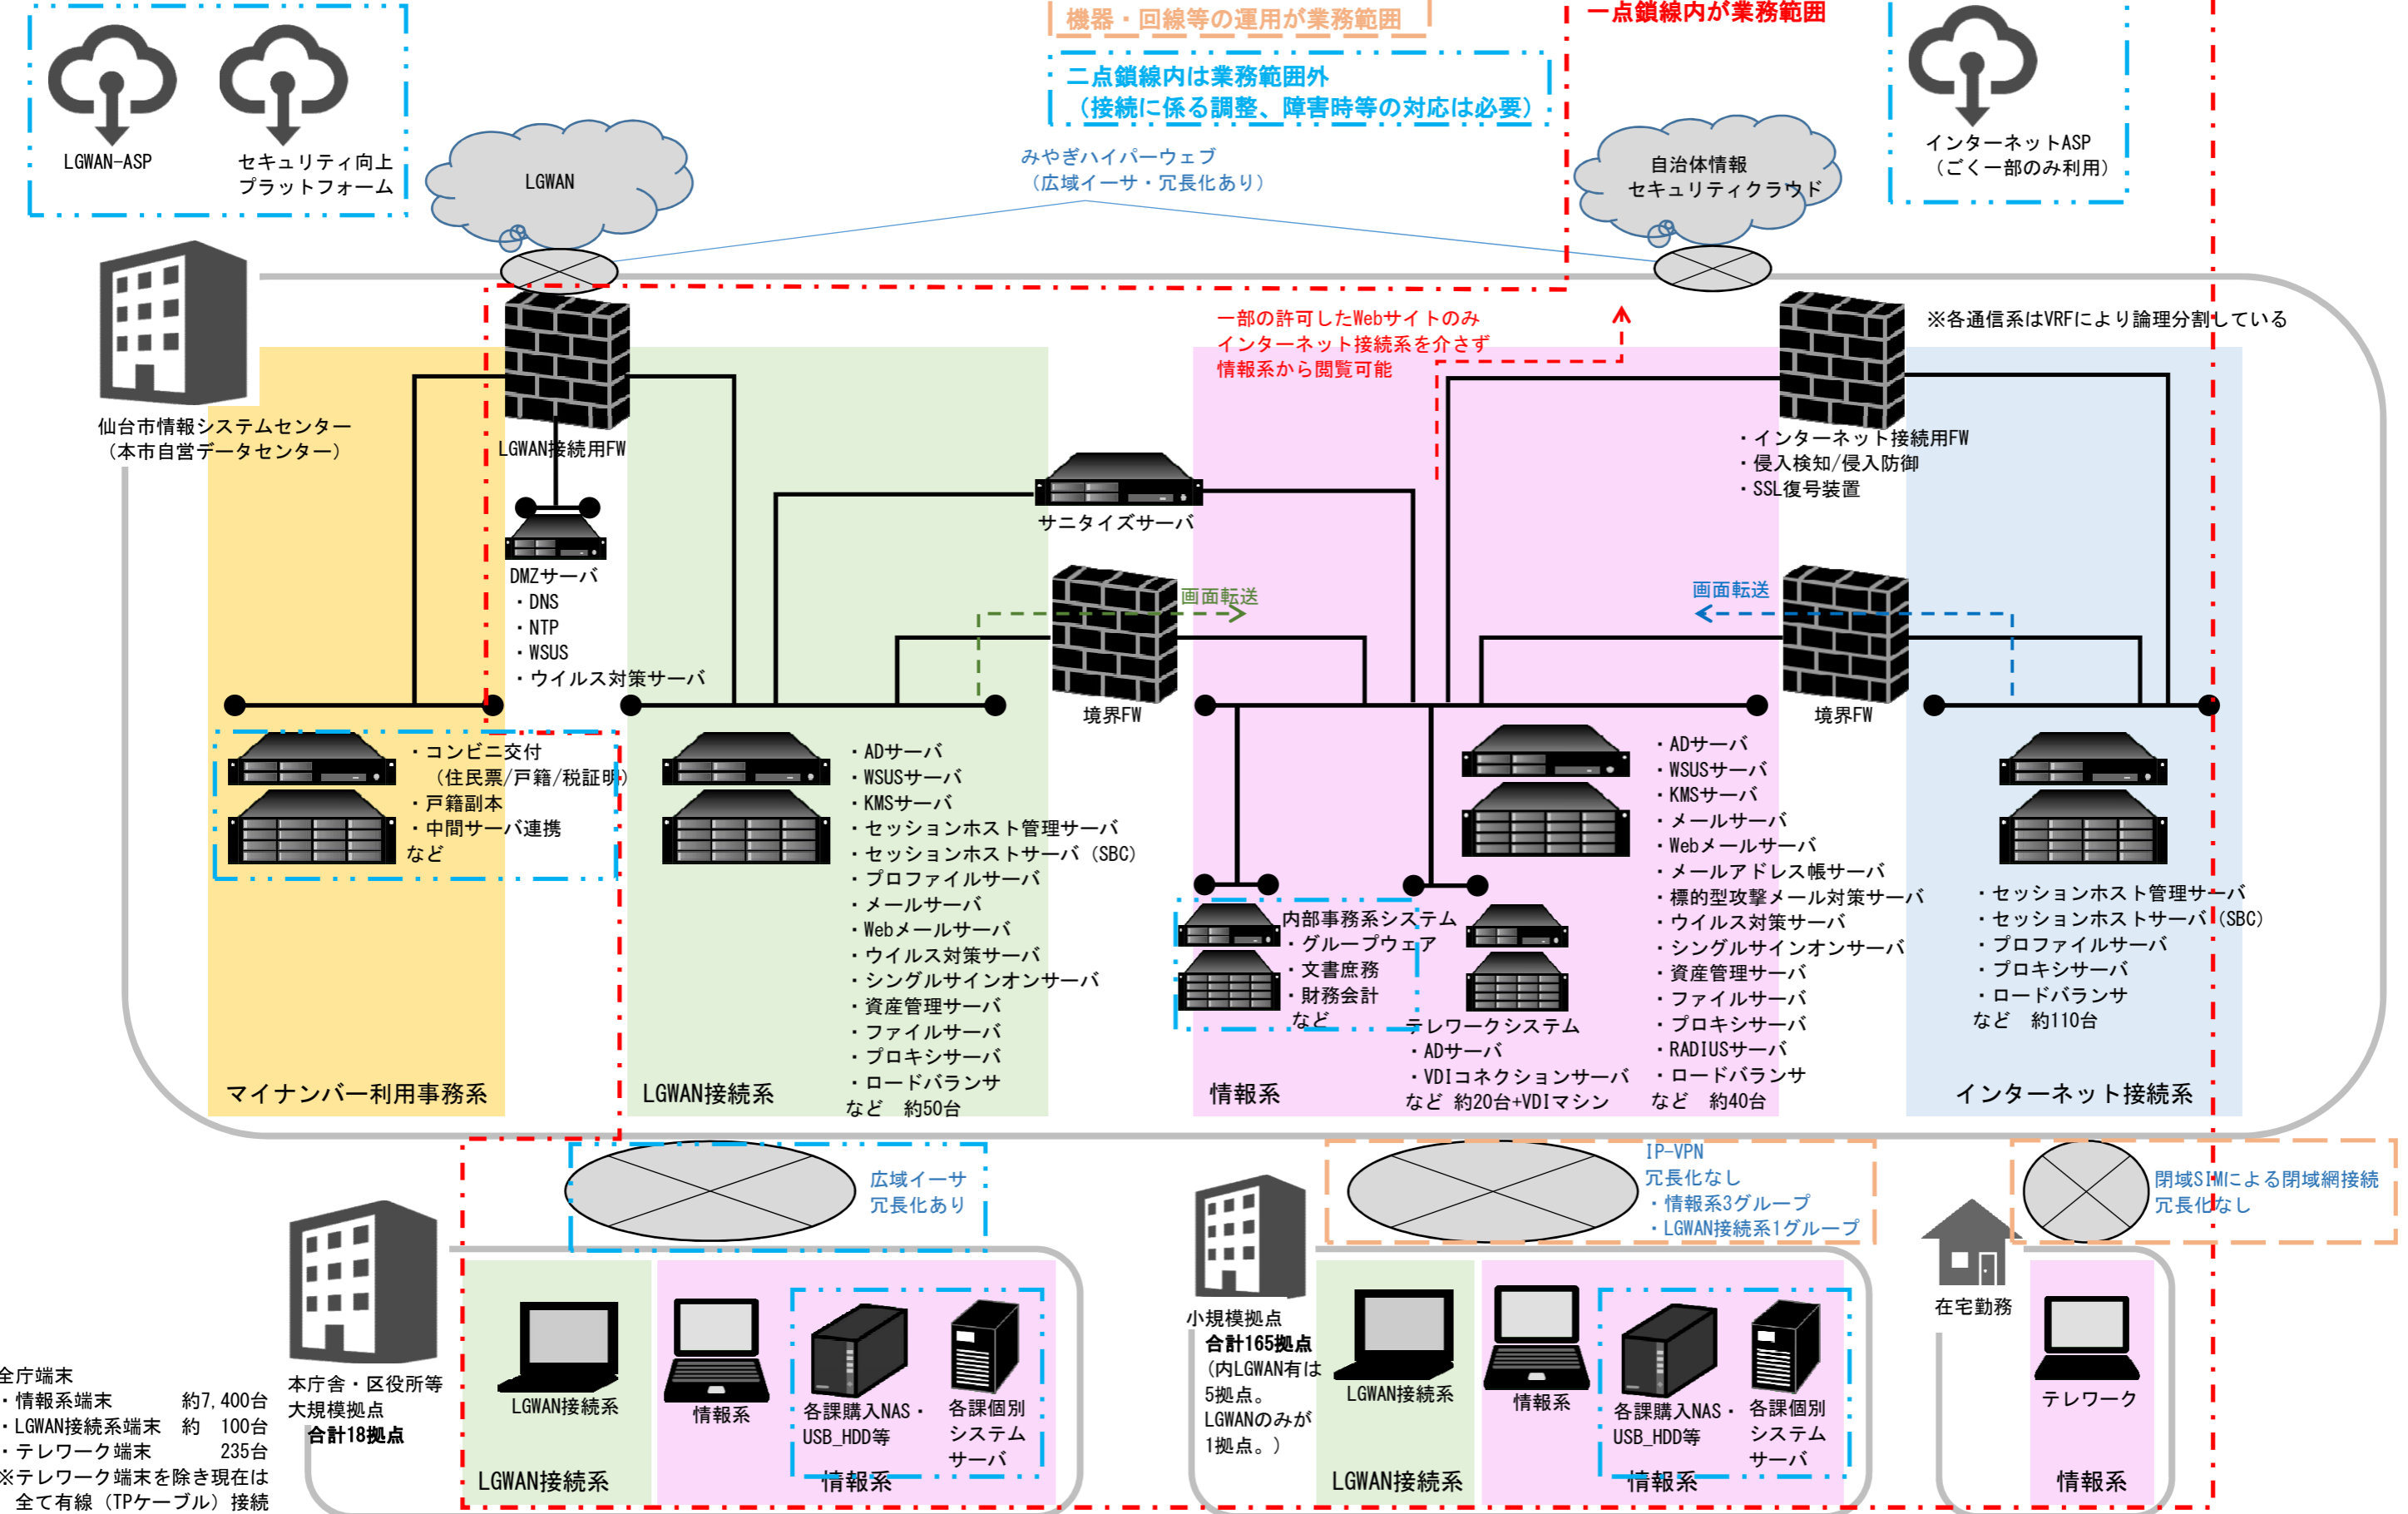 機器・回線等の運用が業務範囲
一点鎖線内が業務範囲
二点鎖線内は業務範囲外
（接続に係る調整、障害時等の対応は必要）
LGWAN-ASP
セキュリティ向上
プラットフォーム
LGWAN
みやぎハイパーウェブ
（広域イーサ・冗長化あり）
自治体情報
セキュリティクラウド
インターネットASP
（ごく一部のみ利用）
仙台市情報システムセンター
（本市自営データセンター）
LGWAN接続用FW
一部の許可したWebサイトのみ
インターネット接続系を介さず
情報系から閲覧可能
※各通信系はVRFにより論理分割している
・インターネット接続用FW
・侵入検知/侵入防御
・SSL復号装置
サニタイズサーバ
DMZサーバ
・DNS
・NTP
・WSUS
・ウイルス対策サーバ
画面転送
境界FW
画面転送
境界FW
・コンビニ交付
（住民票/戸籍/税証明）
・戸籍副本
・中間サーバ連携
など
マイナンバー利用事務系
・ADサーバ
・WSUSサーバ
・KMSサーバ
・セッションホスト管理サーバ
・セッションホストサーバ（SBC）
・プロファイルサーバ
・メールサーバ
・Webメールサーバ
・ウイルス対策サーバ
・シングルサインオンサーバ
・資産管理サーバ
・ファイルサーバ
・プロキシサーバ
・ロードバランサ
など　約50台
LGWAN接続系
内部事務系システム
・グループウェア
・文書庶務
・財務会計
など
テレワークシステム
・ADサーバ
・VDIコネクションサーバ
など 約20台+VDIマシン
情報系
・ADサーバ
・WSUSサーバ
・KMSサーバ
・メールサーバ
・Webメールサーバ
・メールアドレス帳サーバ
・標的型攻撃メール対策サーバ
・ウイルス対策サーバ
・シングルサインオンサーバ
・資産管理サーバ
・ファイルサーバ
・プロキシサーバ
・RADIUSサーバ
・ロードバランサ
など　約40台
・セッションホスト管理サーバ
・セッションホストサーバ（SBC）
・プロファイルサーバ
・プロキシサーバ
・ロードバランサ
など　約110台
インターネット接続系
広域イーサ
冗長化あり
IP-VPN
冗長化なし
・情報系3グループ
・LGWAN接続系1グループ
閉域SIMによる閉域網接続
冗長化なし
全庁端末
・情報系端末　約7,400台
・LGWAN接続系端末　約　100台
・テレワーク端末　235台
※テレワーク端末を除き現在は
全て有線（TPケーブル）接続
本庁舎・区役所等
大規模拠点
合計18拠点
LGWAN接続系
情報系
各課購入NAS・
USB_HDD等
各課個別
システム
サーバ
LGWAN接続系
情報系
小規模拠点
合計165拠点
(内LGWAN有は
5拠点。
LGWANのみが
1拠点。)
LGWAN接続系
情報系
各課購入NAS・
USB_HDD等
各課個別
システム
サーバ
LGWAN接続系
情報系
在宅勤務
テレワーク
情報系